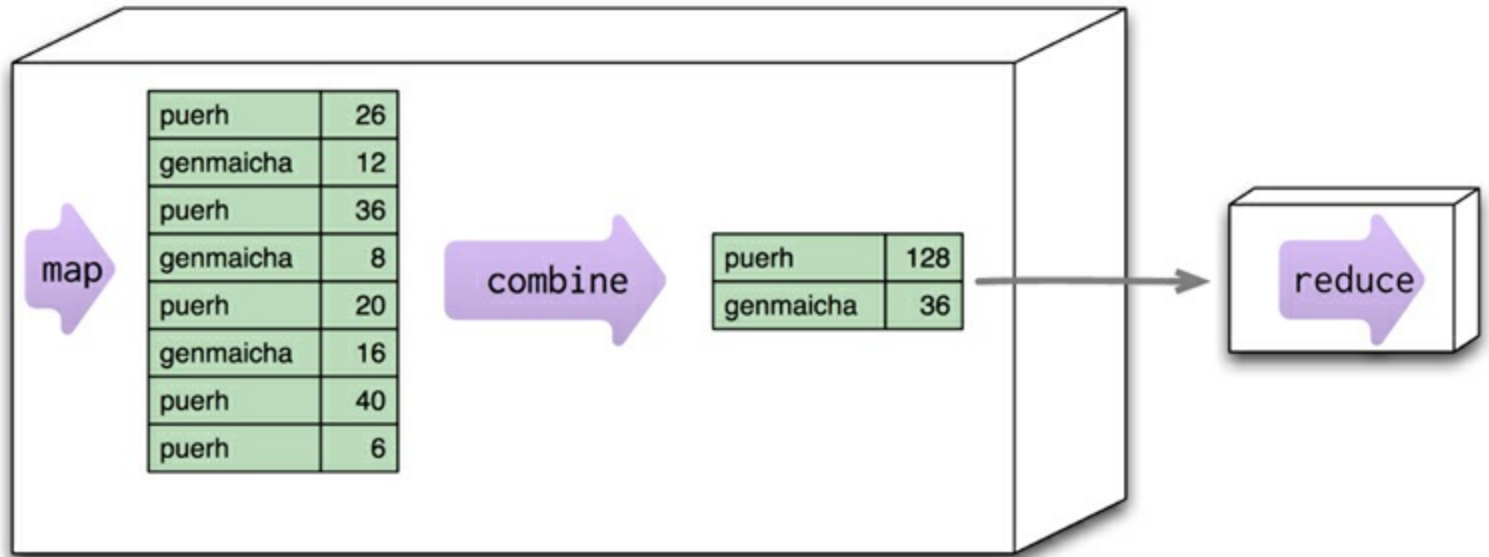 map
puerh 26
genmaicha 12
puerh 36
genmaicha 8
puerh 20
genmaicha 16
puerh 40
puerh 6
combine
puerh 128
genmaicha 36
reduce